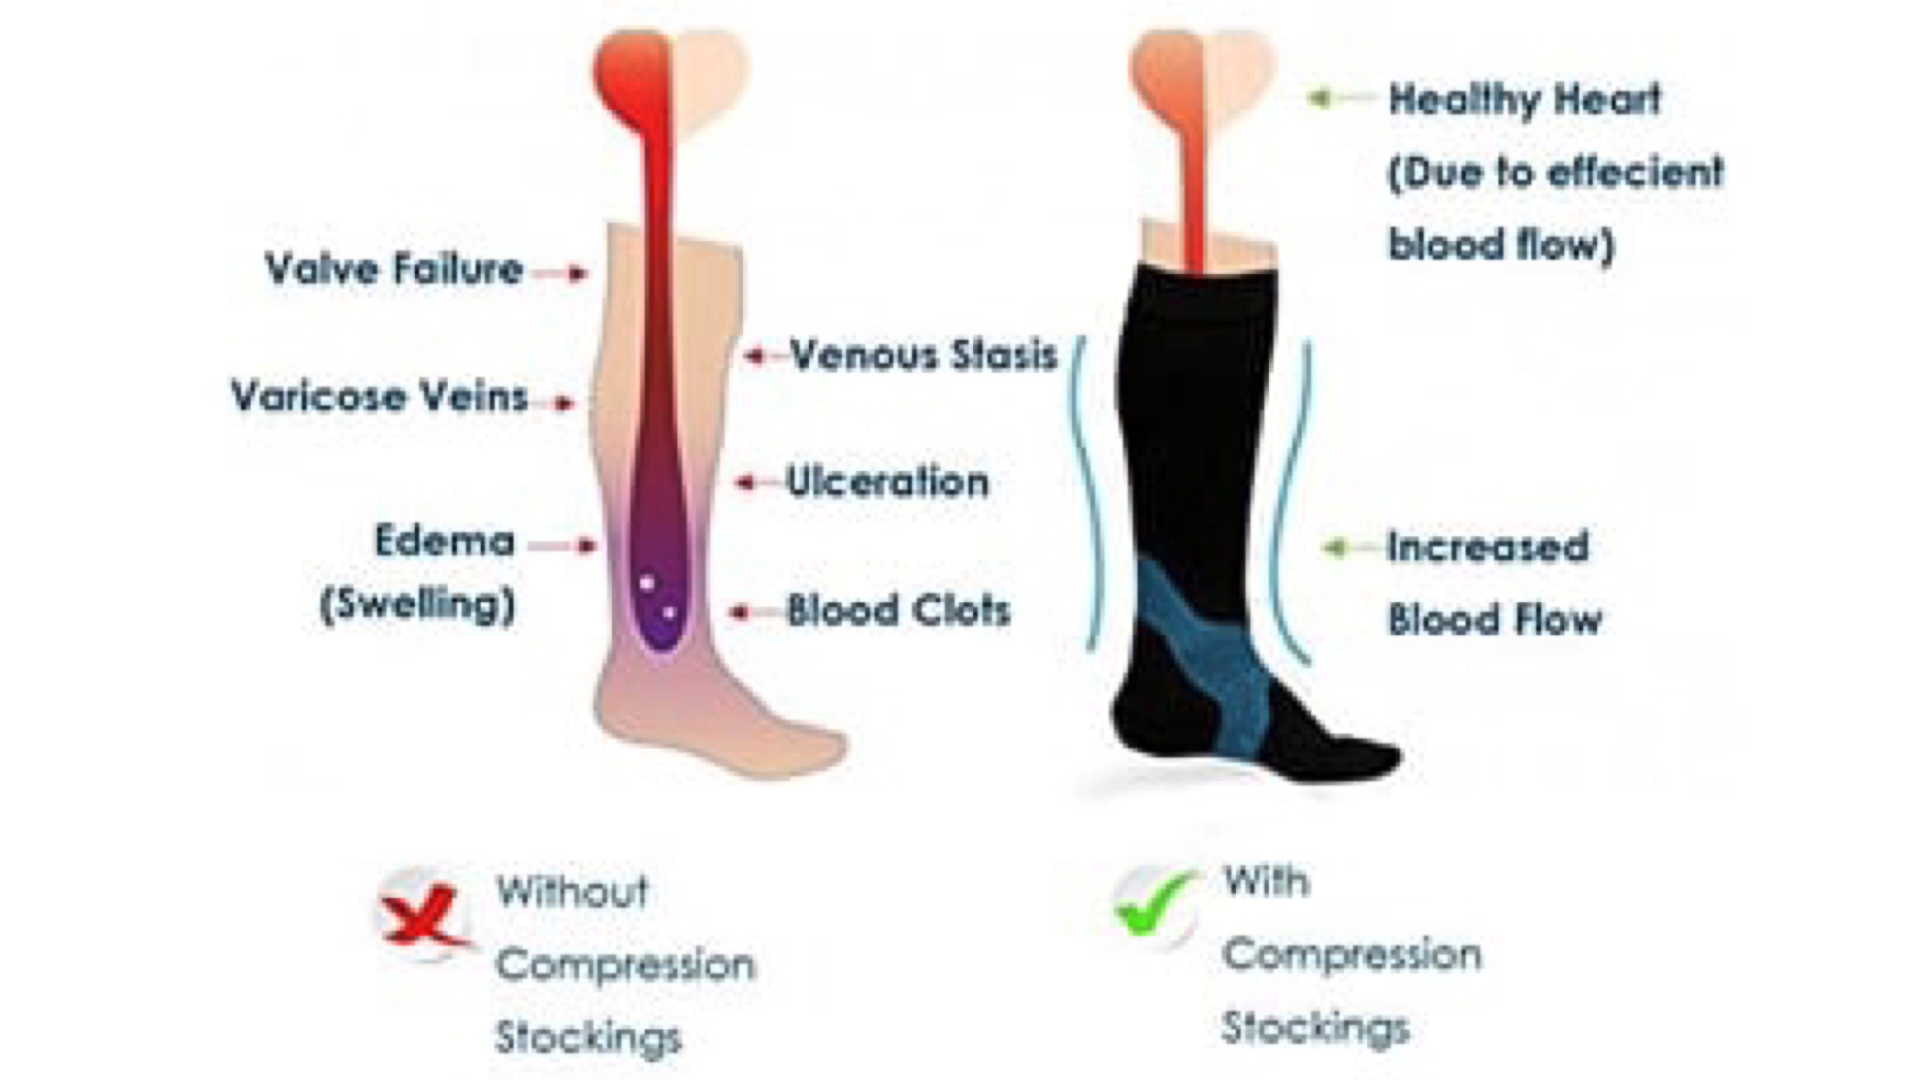 Healthy Heart
(Due to effecient
blood flow)
Valve Failure
Venous Stasis
Varicose Veins
Ulceration
Edema
(Swelling)
Blood Clots
Increased
Blood Flow
Without
Compression
Stockings
With
Compression
Stockings